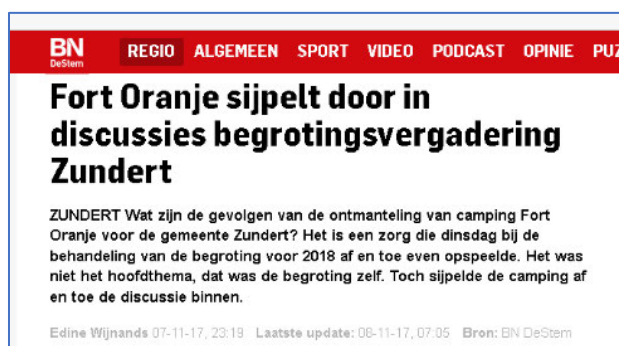 BN
DeStem
REGIO ALGEMEEN SPORT VIDEO PODCAST OPINIE PUZ
Fort Oranje sijpelt door in
discussies begrotingsvergadering
Zundert
ZUNDERT Wat zijn de gevolgen van de ontmanteling van camping Fort
Oranje voor de gemeente Zundert? Het is een zorg die dinsdag bij de
behandeling van de begroting voor 2018 af en toe even opspeelde. Het was
niet het hoofdthema, dat was de begroting zelf. Toch sijpelde de camping af
en toe de discussie binnen.
Edine Wijnands 07-11-17, 23:19 Laatste update: 08-11-17, 07:05 Bron: BN DeStem